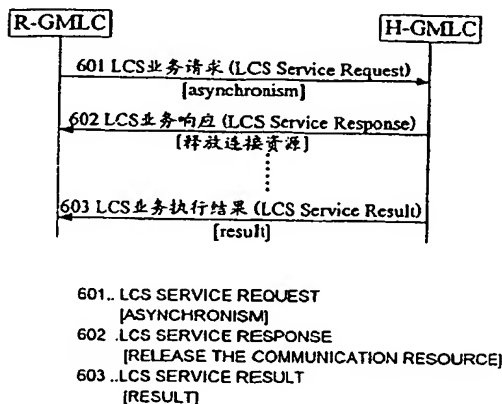 R-GMLC
H-GMLC
601 LCS业务请求 (LCS Service Request)
[asynchronism]
602 LCS业务响应 (LCS Service Response)
[释放连接资源]
603 LCS业务执行结果 (LCS Service Result)
[result]
601.. LCS SERVICE REQUEST
[ASYNCHRONISM]
602 .LCS SERVICE RESPONSE
[RELEASE THE COMMUNICATION RESOURCE]
603 ..LCS SERVICE RESULT
[RESULT]